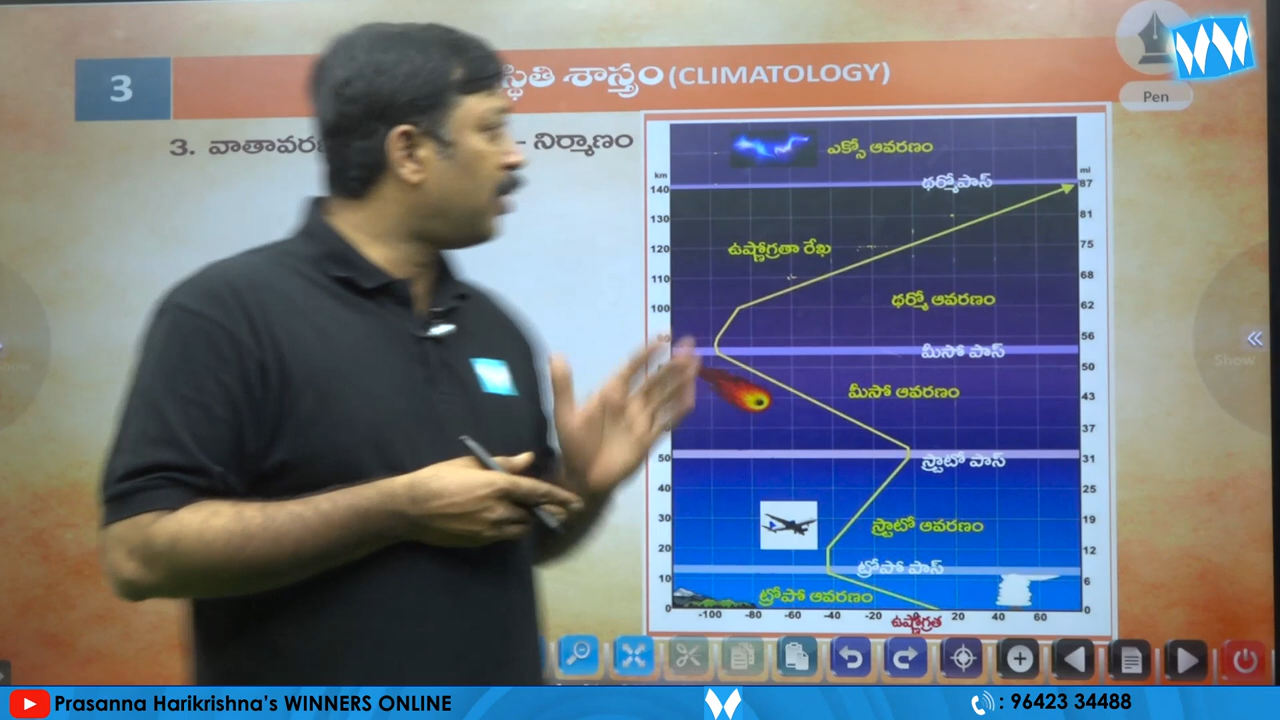 3
స్థితి శాస్త్రం (CLIMATOLOGY)
Pen
3. వాతావర
- నిర్మాణం
km
ml
ఎక్సో ఆవరణం
థర్మోపాస్
140
87
130
81
120
ఉష్ణోగ్రతా రేఖ
75
110
68
థర్మో ఆవరణం
100
62
56
మీసో పాస్
50
మీసో ఆవరణం
43
37
50
స్ట్రాటో పాస్
31
40
25
30
స్ట్రాటో ఆవరణం
19
20
12
ట్రోపో పాస్
10
6
ట్రోపో ఆవరణం
0
0
-100 -80 -60 -40 -20 20 40 60
ఉష్ణోగ్రత
Show
Prasanna Harikrishna's WINNERS ONLINE
W
: 96423 34488